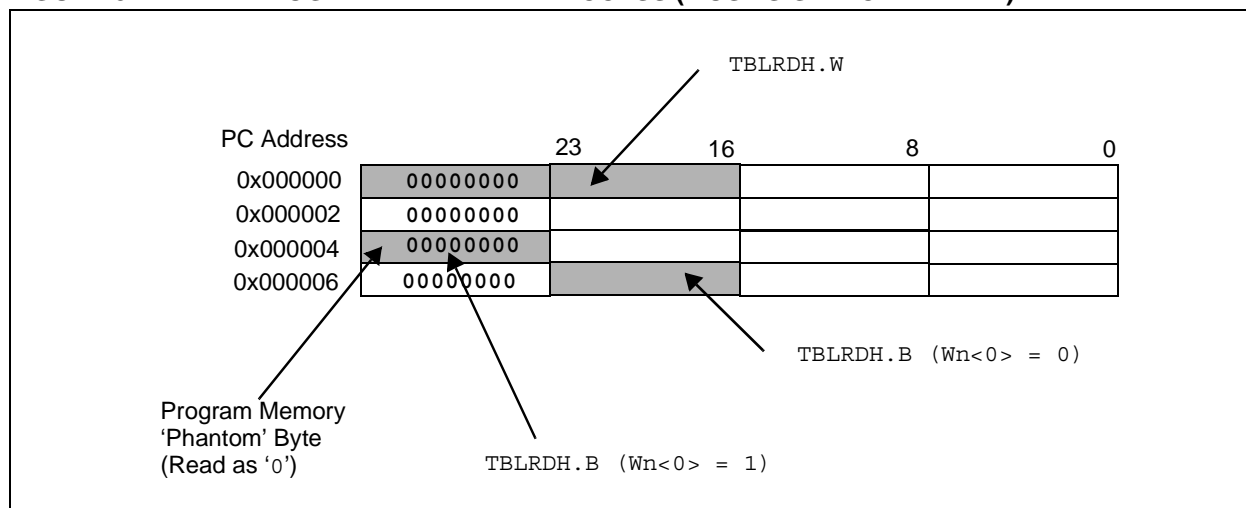 TBLRDH.W
PC Address
23 16 8 0
0x000000 00000000
0x000002 00000000
0x000004 00000000
0x000006 00000000
TBLRDH.B (Wn<0> = 0)
Program Memory
‘Phantom’ Byte
(Read as ‘0’)
TBLRDH.B (Wn<0> = 1)